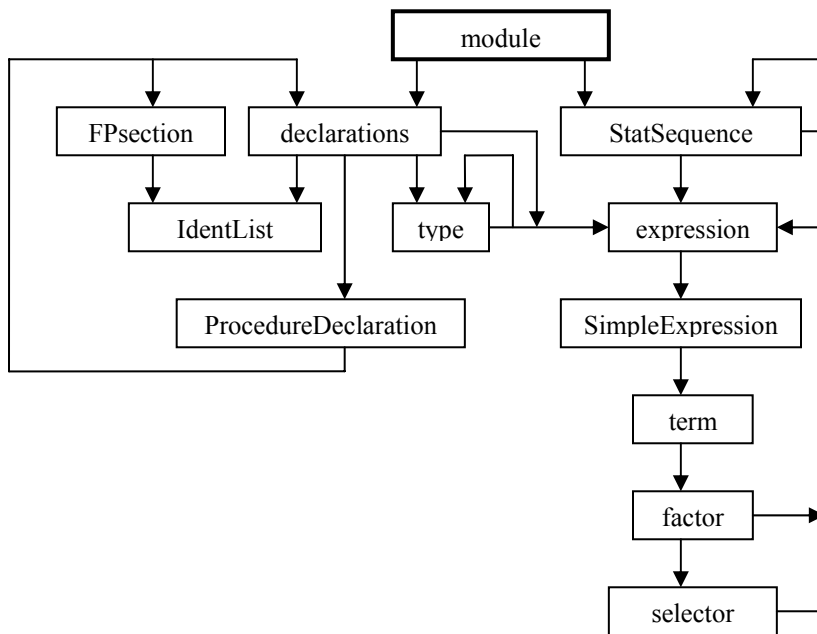 module
FPsection
declarations
StatSequence
IdentList
type
expression
ProcedureDeclaration
SimpleExpression
term
factor
selector